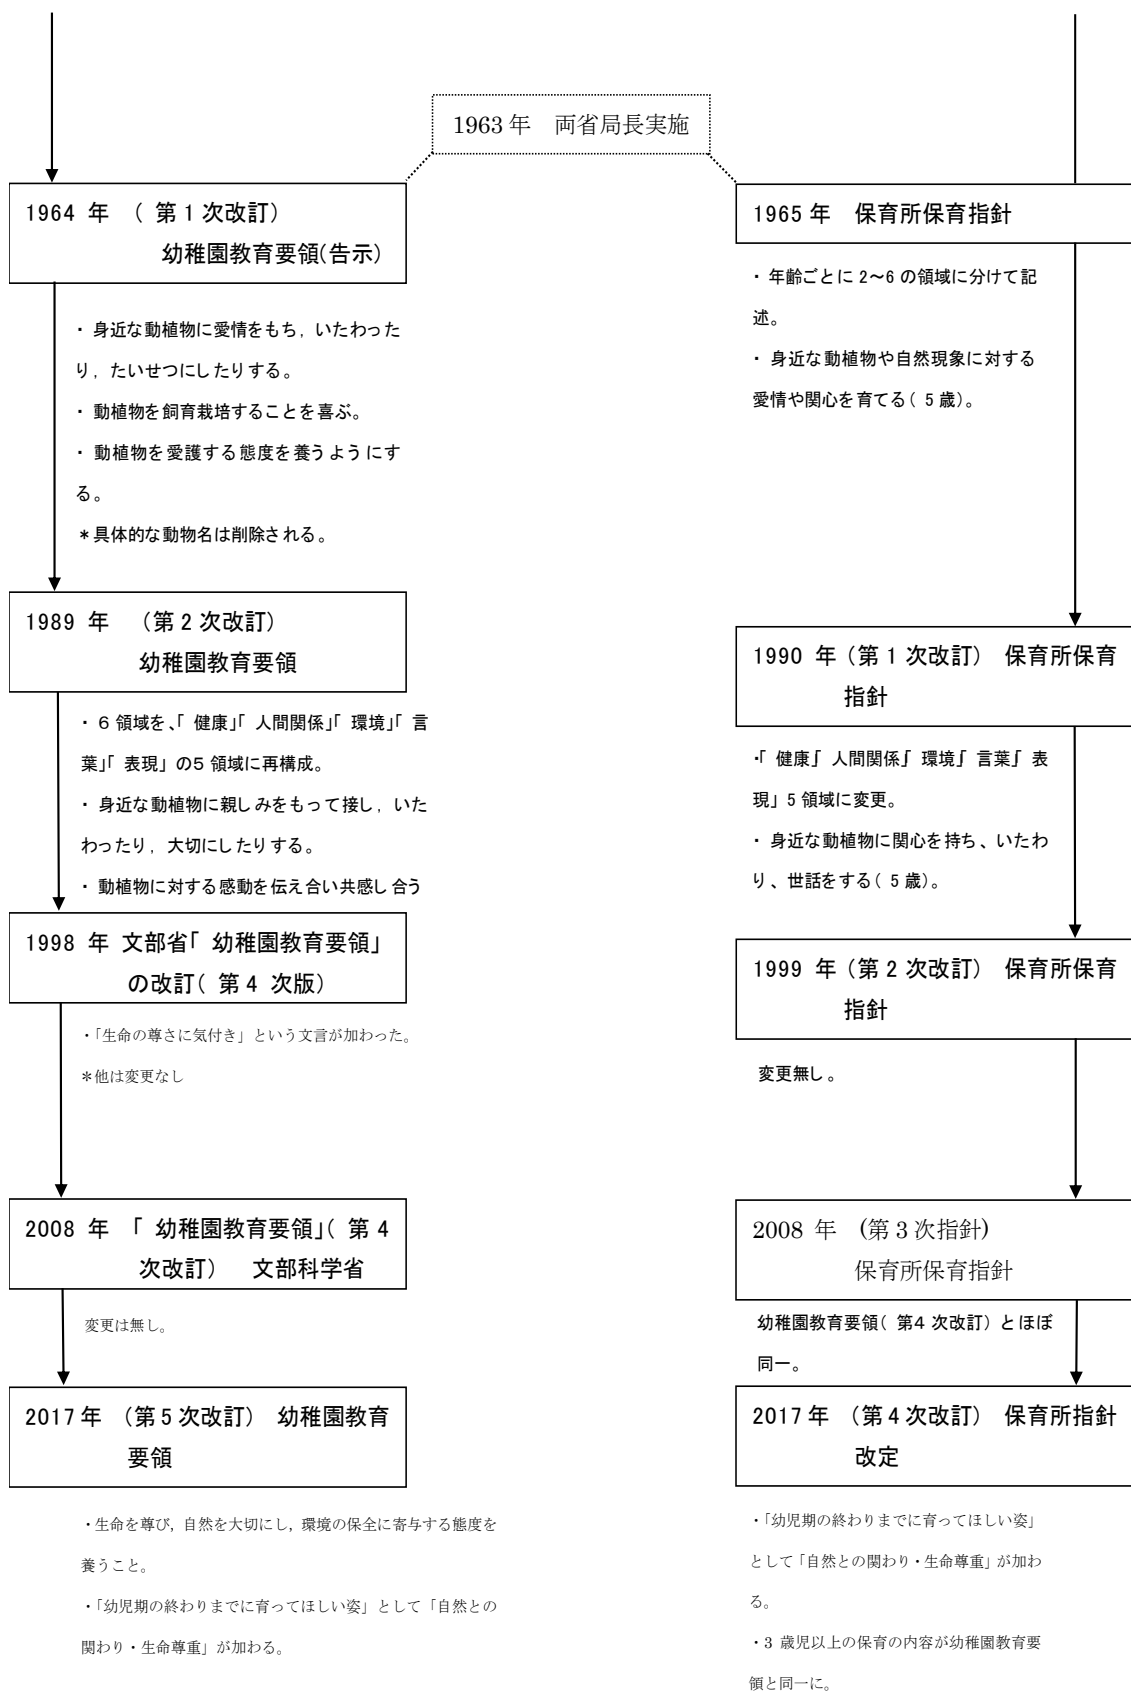 1963年　両省局長実施
1964 年　( 第1次改訂)
幼稚園教育要領(告示)
・ 身近な動植物に愛情をもち，いたわった
り，たいせつにしたりする。
・ 動植物を飼育栽培することを喜ぶ。
・ 動植物を愛護する態度を養うようにす
る。
＊具体的な動物名は削除される。
1989 年　(第2次改訂)
幼稚園教育要領
・ 6領域を、「 健康」「 人間関係」「 環境」「 言
葉」「 表現」 の5 領域に再構成。
・ 身近な動植物に親しみをもって接し，いた
わったり，大切にしたりする。
・ 動植物に対する感動を伝え合い共感し合う
1998 年 文部省「 幼稚園教育要領」
の改訂( 第4 次版)
・「生命の尊さに気付き」という文言が加わった。
＊他は変更なし
2008 年　「 幼稚園教育要領」( 第4
次改訂)　文部科学省
変更は無し。
2017年　(第5次改訂)　幼稚園教育
要領
・生命を尊び，自然を大切にし，環境の保全に寄与する態度を
養うこと。
・「幼児期の終わりまでに育ってほしい姿」として「自然との
関わり・生命尊重」が加わる。
1965年　保育所保育指針
・ 年齢ごとに 2～6 の領域に分けて記
述。
・ 身近な動植物や自然現象に対する
愛情や関心を育てる( 5歳)。
1990 年 (第1次改訂)　保育所保育
指針
・「 健康」「 人間関係」「 環境」「 言葉」「 表
現」5領域に変更。
・ 身近な動植物に関心を持ち、いたわ
り、世話をする( 5歳)。
1999 年 (第2次改訂)　保育所保育
指針
変更無し。
2008 年　(第3次指針)
保育所保育指針
幼稚園教育要領( 第4 次改訂) とほぼ
同一。
2017年　(第4次改訂)　保育所指針
改定
・「幼児期の終わりまでに育ってほしい姿」
として「自然との関わり・生命尊重」が加わ
る。
・3 歳児以上の保育の内容が幼稚園教育要
領と同一に。